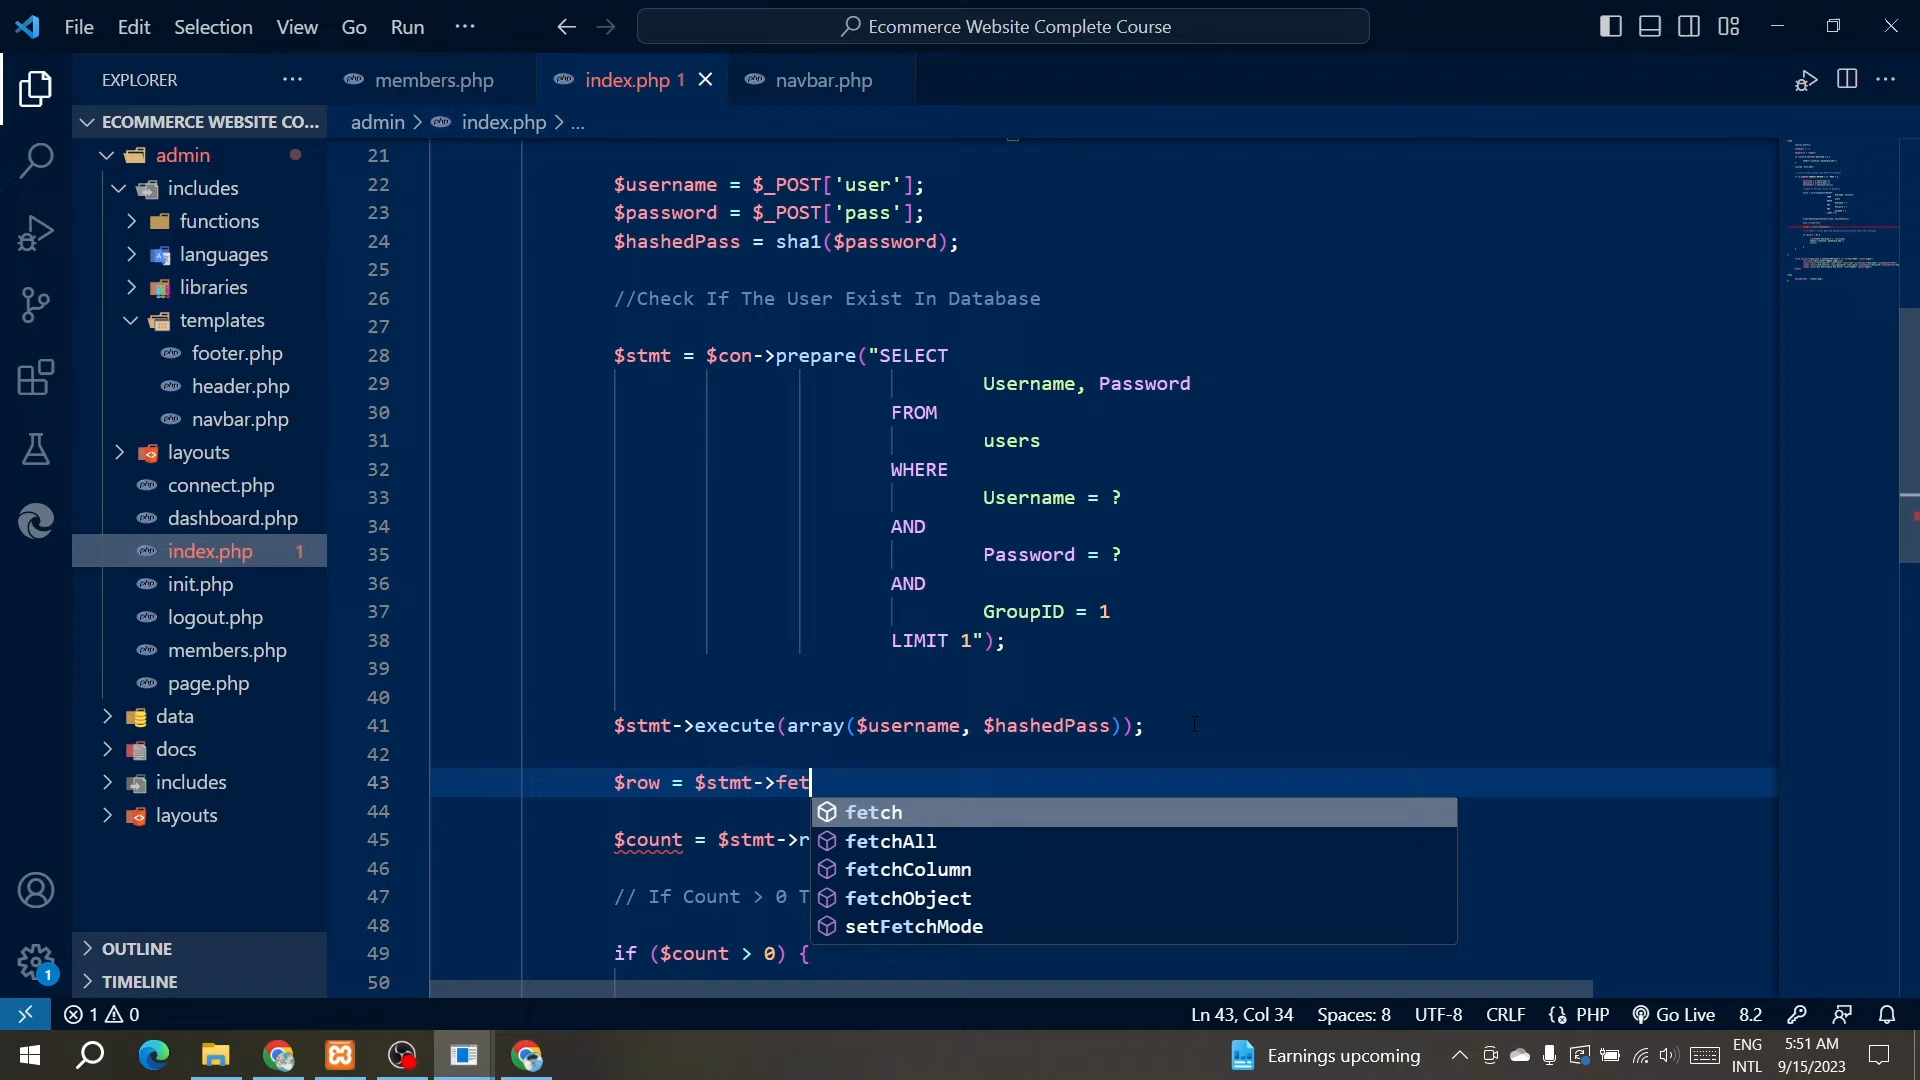 File Edit Selection View Go Run ···
Ecommerce Website Complete Course
EXPLORER ···
members.php
index.php 1
navbar.php
ECOMMERCE WEBSITE CO...
admin > index.php > ...
admin
includes
functions
languages
libraries
templates
footer.php
header.php
navbar.php
layouts
connect.php
dashboard.php
index.php 1
init.php
logout.php
members.php
page.php
data
docs
includes
layouts
OUTLINE
TIMELINE
21
22 $username = $_POST['user'];
23 $password = $_POST['pass'];
24 $hashedPass = sha1($password);
25
26 //Check If The User Exist In Database
27
28 $stmt = $con->prepare("SELECT
29 Username, Password
30 FROM
31 users
32 WHERE
33 Username = ?
34 AND
35 Password = ?
36 AND
37 GroupID = 1
38 LIMIT 1");
39
40
41 $stmt->execute(array($username, $hashedPass));
42
43 $row = $stmt->fet
44
45 $count = $stmt->r
46
47 // If Count > 0 T
48
49 if ($count > 0) {
50
fetch
fetchAll
fetchColumn
fetchObject
setFetchMode
1
1 0
Ln 43, Col 34 Spaces: 8 UTF-8 CRLF PHP Go Live 8.2
Earnings upcoming
ENG
INTL
5:51 AM
9/15/2023